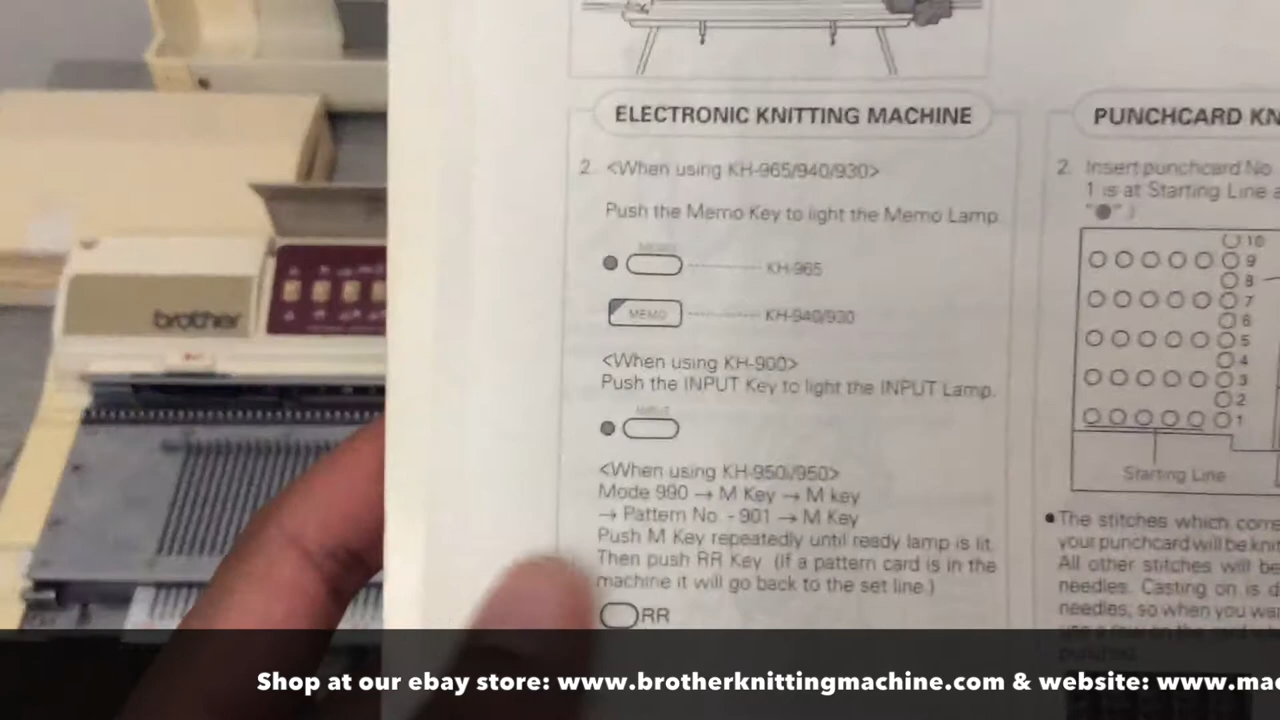 ELECTRONIC KNITTING MACHINE
2. <When using KH-965/940/930>
Push the Memo Key to light the Memo Lamp
MEMO
KH-965
MEMO
KH-940/930
<When using KH-900>
Push the INPUT Key to light the INPUT Lamp.
INPUT
<When using KH-950i/950>
Mode 990 → M Key → M key
→ Pattern No. - 901 → M Key
Push M Key repeatedly until ready lamp is lit.
Then push RR Key (If a pattern card is in the
machine it will go back to the set line.)
RR
PUNCHCARD KN
2. Insert punchcard No
1 is at Starting Line a
"●" )
10
9
8
7
6
5
4
3
2
1
Starting Line
●The stitches which corre
your punchcard will be knit
All other stitches will be
needles. Casting on is d
needles, so when you wa
brother
Shop at our ebay store: www.brotherknittingmachine.com & website: www.mac